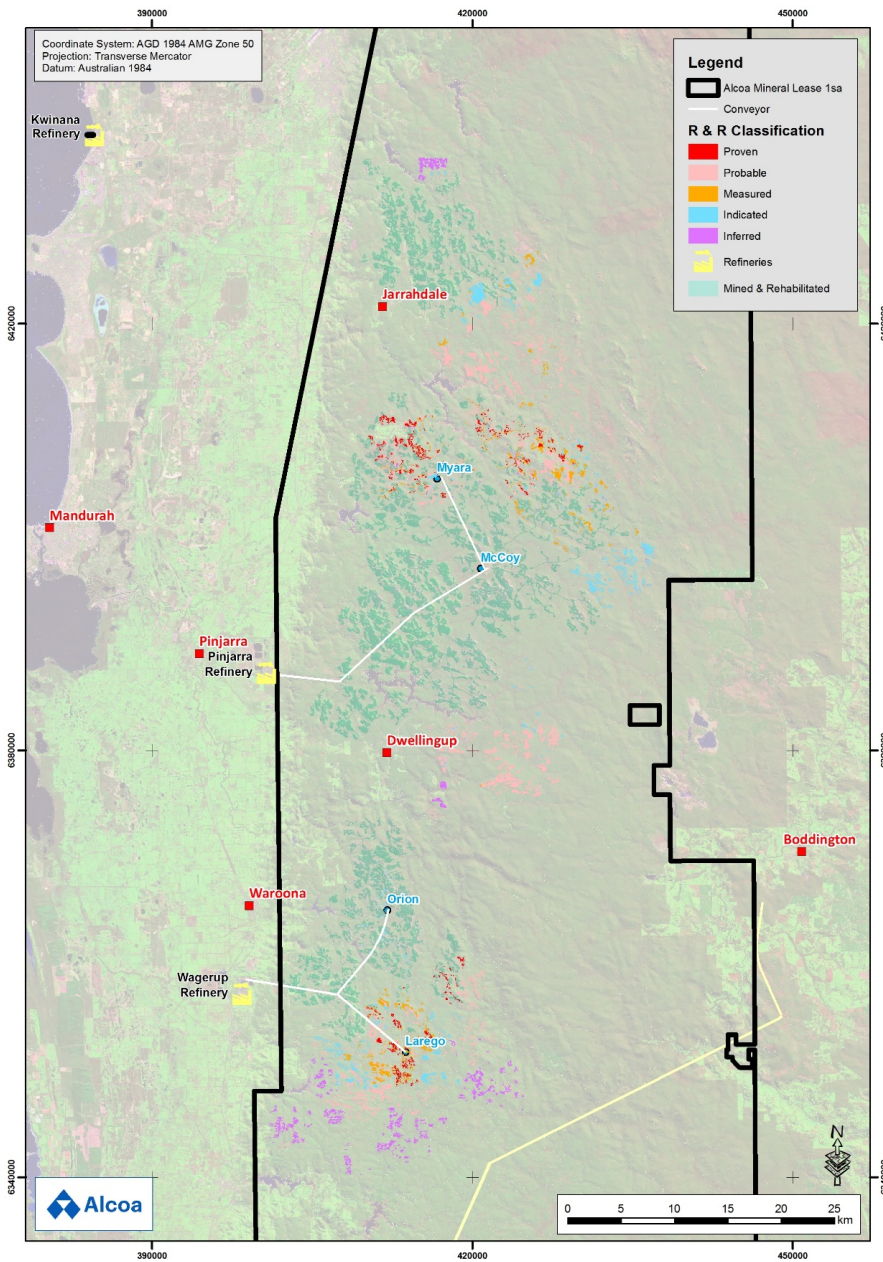 390000
420000
450000
Coordinate System: AGD 1984 AMG Zone 50
Projection: Transverse Mercator
Datum: Australian 1984
Legend
Alcoa Mineral Lease 1sa
Conveyor
R & R Classification
Proven
Probable
Measured
Indicated
Inferred
Refineries
Mined & Rehabilitated
Kwinana
Refinery
Jarrahdale
6420000
Myara
Mandurah
McCoy
Pinjarra
Pinjarra
Refinery
Dwellingup
6380000
Boddington
Waroona
Orion
Wagerup
Refinery
Larego
N
6340000
Alcoa
0 5 10 15 20 25
km
390000
420000
450000